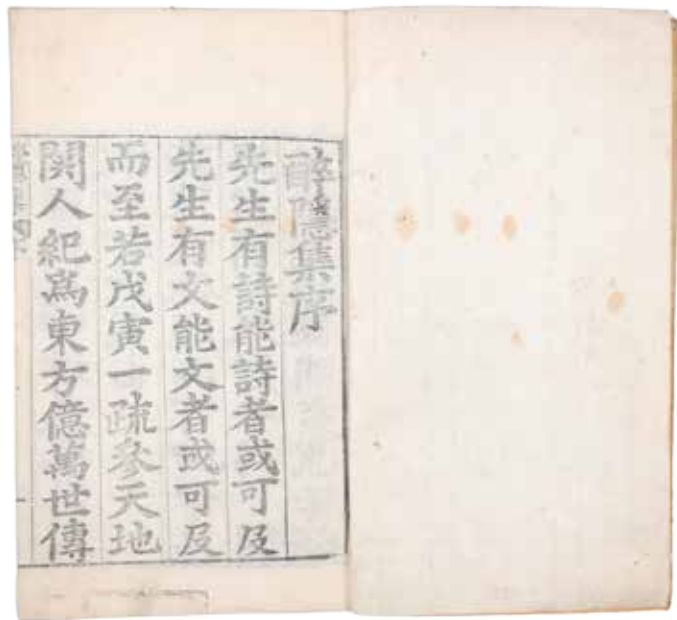 醉隱集序
先生有詩能詩者或可及
先生有文能文者或可及
而至若戊寅一疏參天地
関人紀爲東方億萬世傳